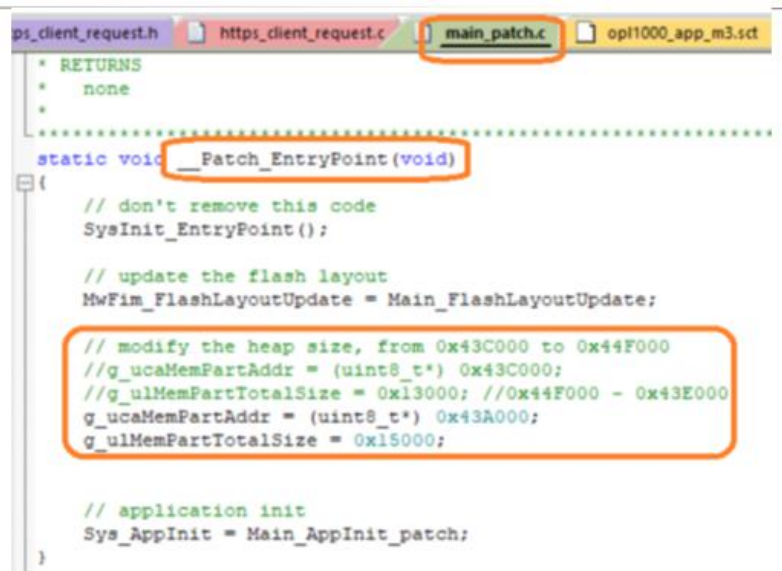 ps_client_request.h https_client_request.c main_patch.c opl1000_app_m3.sct
* RETURNS
* none
*
static void __Patch_EntryPoint(void)
{
// don't remove this code
SysInit_EntryPoint();
// update the flash layout
MwFim_FlashLayoutUpdate = Main_FlashLayoutUpdate;
// modify the heap size, from 0x43C000 to 0x44F000
//g_ucaMemPartAddr = (uint8_t*) 0x43C000;
//g_ulMemPartTotalSize = 0x13000; //0x44F000 - 0x43E000
g_ucaMemPartAddr = (uint8_t*) 0x43A000;
g_ulMemPartTotalSize = 0x15000;
// application init
Sys_AppInit = Main_AppInit_patch;
}